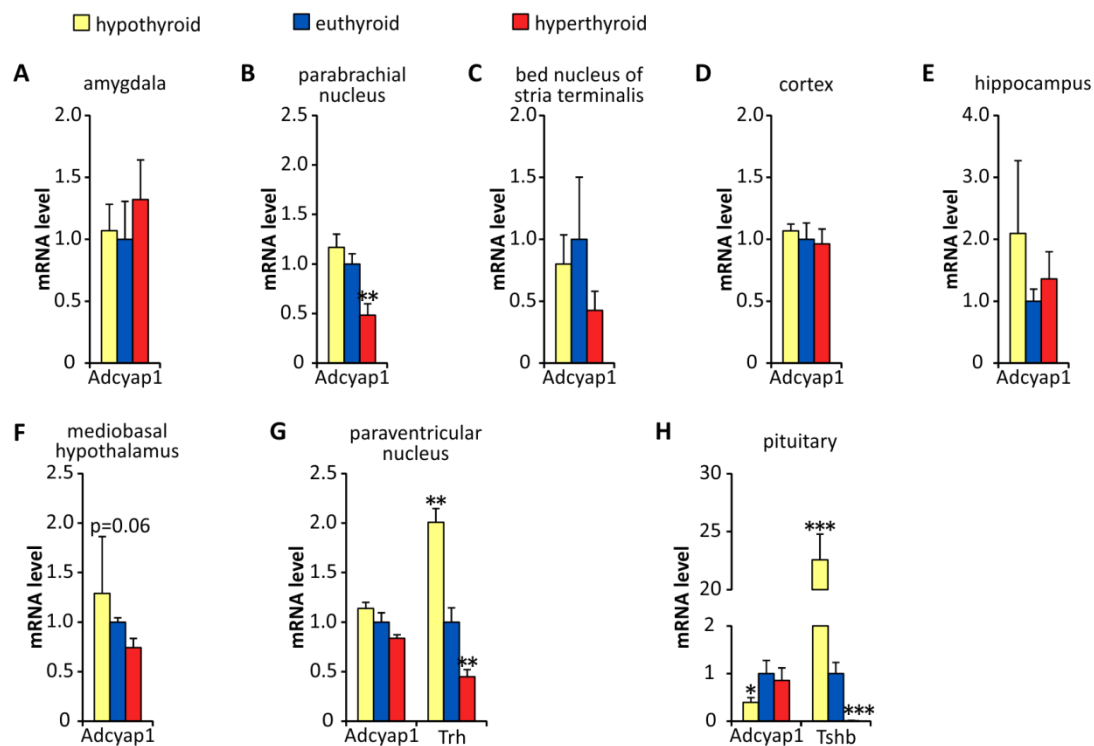 hypothyroid euthyroid hyperthyroid
A amygdala
mRNA level
2.0
1.5
1.0
0.5
0
Adcyap1
B parabrachial
nucleus
mRNA level
2.5
2.0
1.5
1.0
0.5
0
**
Adcyap1
C bed nucleus of
stria terminalis
mRNA level
2.0
1.5
1.0
0.5
0
Adcyap1
D cortex
mRNA level
2.0
1.5
1.0
0.5
0
Adcyap1
E hippocampus
mRNA level
4.0
3.0
2.0
1.0
0
Adcyap1
F mediobasal
hypothalamus
mRNA level
2.5
2.0
1.5
1.0
0.5
0
p=0.06
Adcyap1
G paraventricular
nucleus
mRNA level
2.5
2.0
1.5
1.0
0.5
0
**
**
Adcyap1 Trh
H pituitary
mRNA level
30
25
20
2
1
0
***
*
***
Adcyap1 Tshb